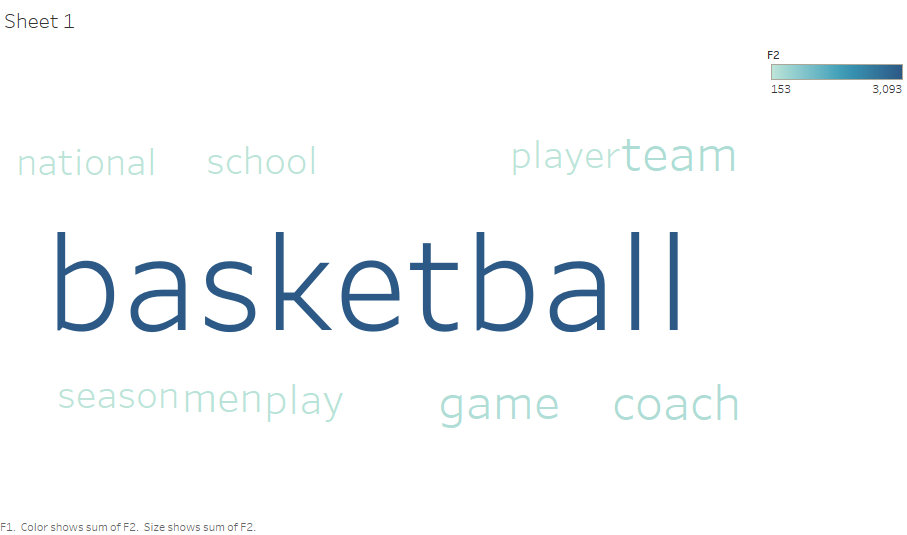 Sheet 1
F2
153 3,093
national school player team
basketball
season men play game coach
F1. Color shows sum of F2. Size shows sum of F2.